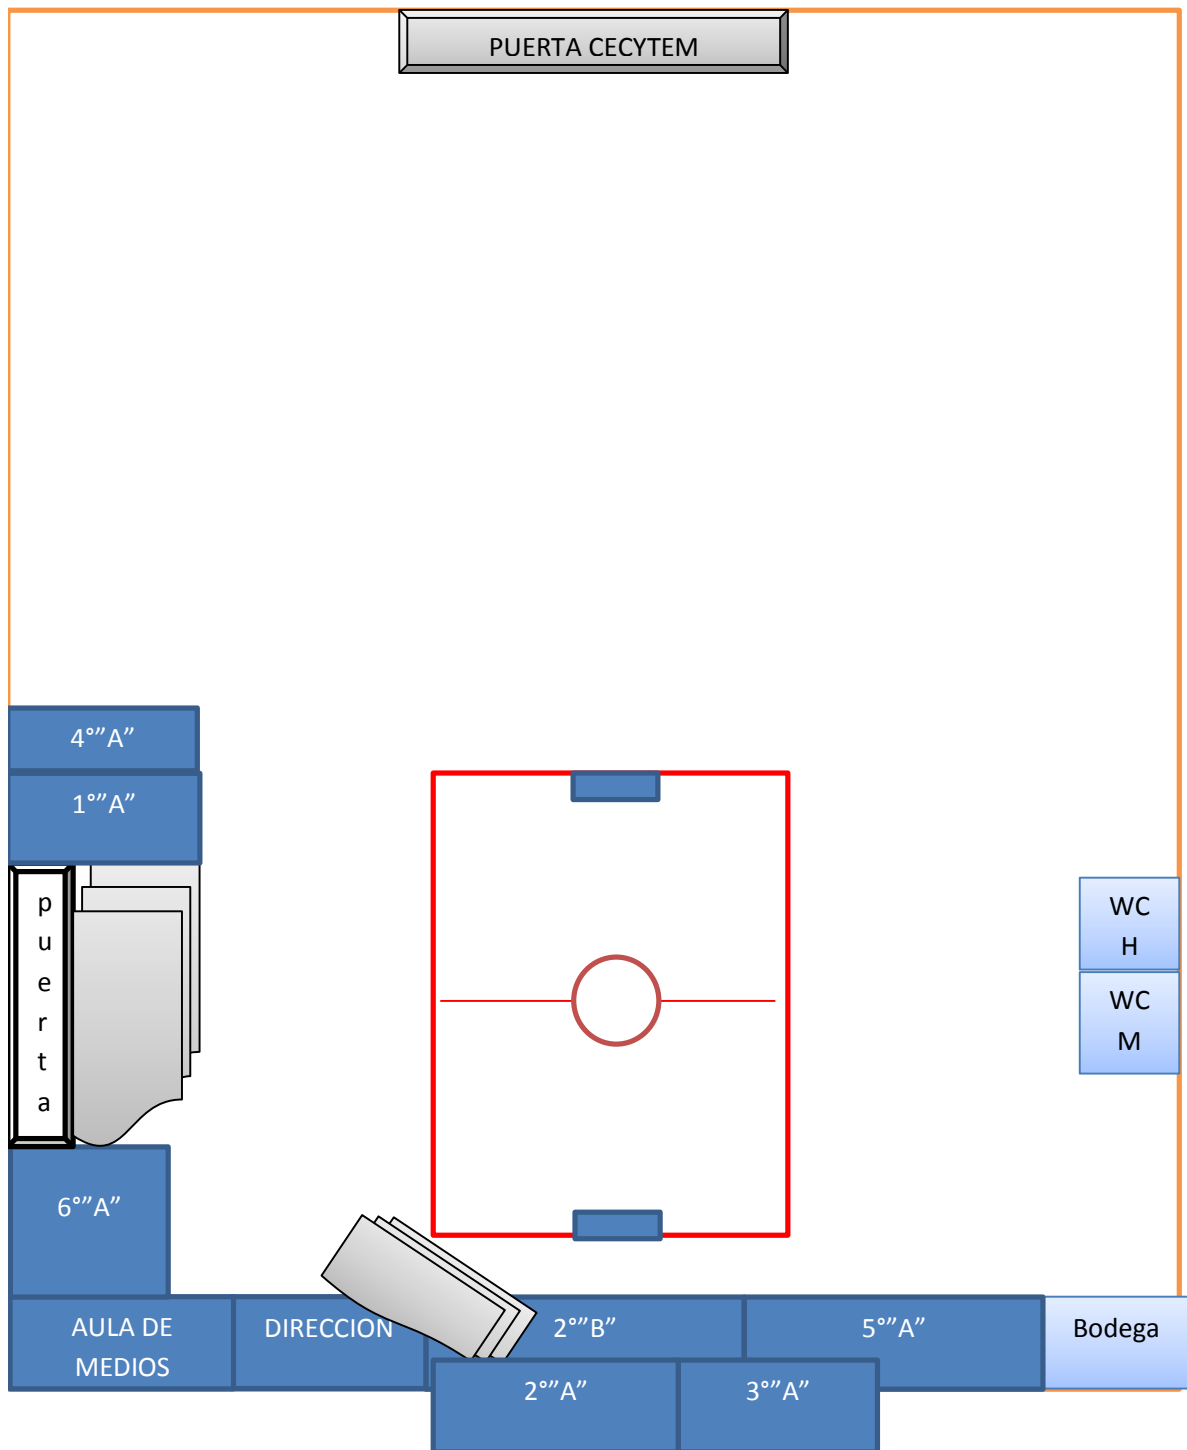 PUERTA CECYTEM
4°”A”
1°”A”
p
u
e
r
t
a
WC
H
WC
M
6°”A”
AULA DE
MEDIOS
DIRECCION
2°”B”
5°”A”
Bodega
2°”A”
3°”A”